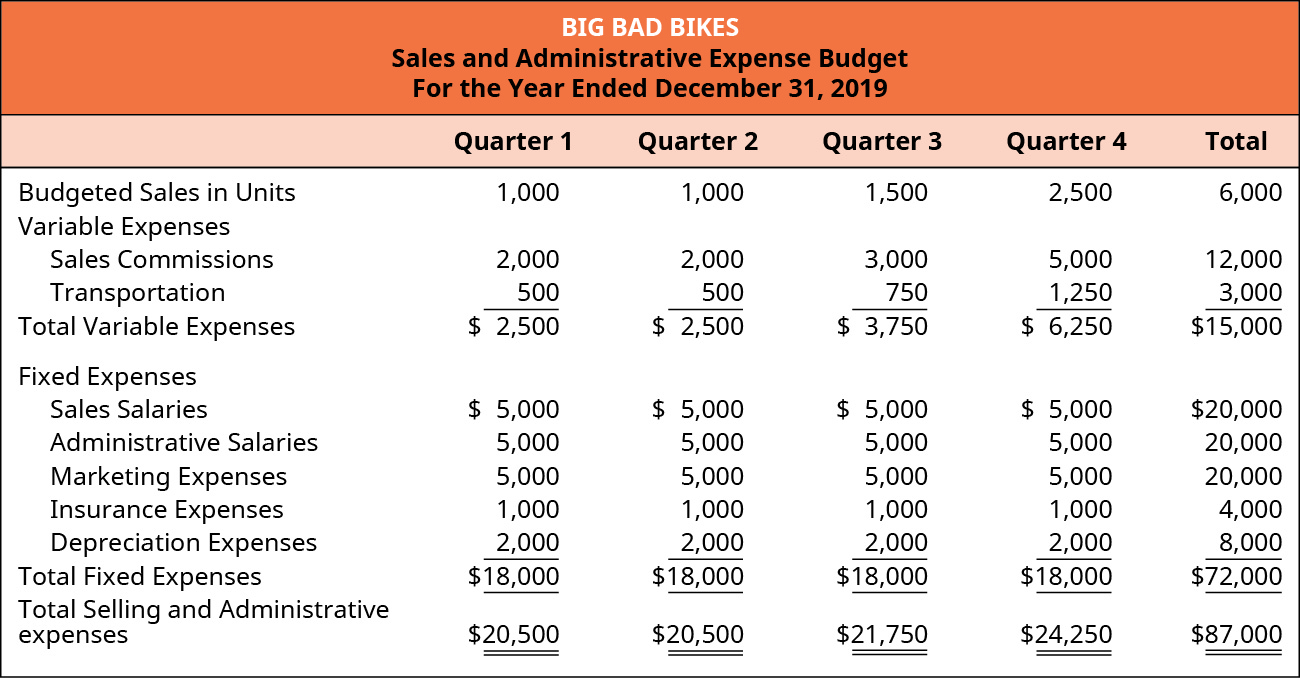 BIG BAD BIKES
Sales and Administrative Expense Budget
For the Year Ended December 31, 2019
Quarter 1 Quarter 2 Quarter 3 Quarter 4 Total
Budgeted Sales in Units 1,000 1,000 1,500 2,500 6,000
Variable Expenses
Sales Commissions 2,000 2,000 3,000 5,000 12,000
Transportation 500 500 750 1,250 3,000
Total Variable Expenses $ 2,500 $ 2,500 $ 3,750 $ 6,250 $15,000
Fixed Expenses
Sales Salaries $ 5,000 $ 5,000 $ 5,000 $ 5,000 $20,000
Administrative Salaries 5,000 5,000 5,000 5,000 20,000
Marketing Expenses 5,000 5,000 5,000 5,000 20,000
Insurance Expenses 1,000 1,000 1,000 1,000 4,000
Depreciation Expenses 2,000 2,000 2,000 2,000 8,000
Total Fixed Expenses $18,000 $18,000 $18,000 $18,000 $72,000
Total Selling and Administrative
expenses $20,500 $20,500 $21,750 $24,250 $87,000